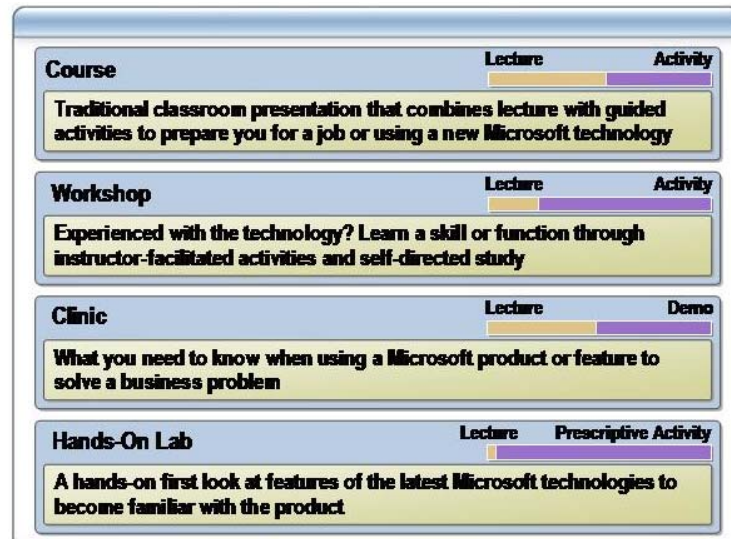 Course
Lecture Activity
Traditional classroom presentation that combines lecture with guided
activities to prepare you for a job or using a new Microsoft technology
Workshop
Lecture Activity
Experienced with the technology? Learn a skill or function through
instructor-facilitated activities and self-directed study
Clinic
Lecture Demo
What you need to know when using a Microsoft product or feature to
solve a business problem
Hands-On Lab
Lecture Prescriptive Activity
A hands-on first look at features of the latest Microsoft technologies to
become familiar with the product